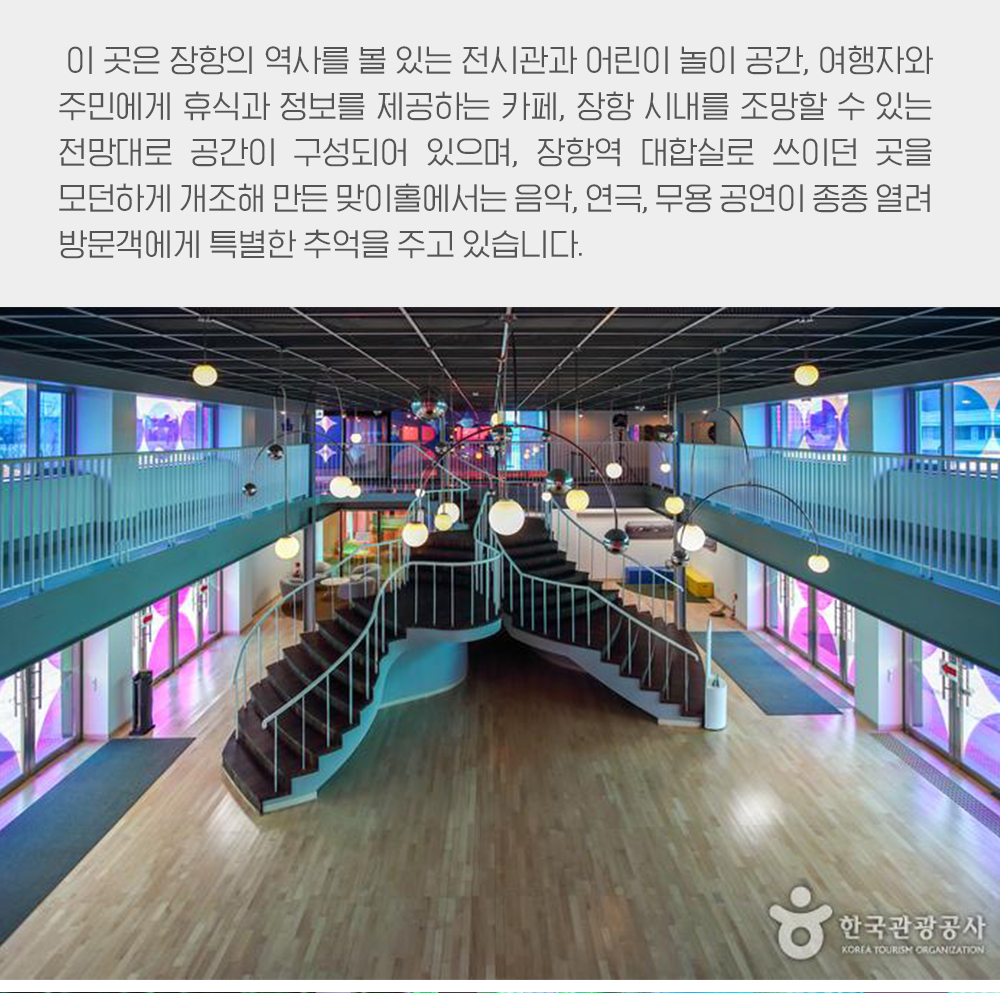 이 곳은 장항의 역사를 볼 있는 전시관과 어린이 놀이 공간, 여행자와
주민에게 휴식과 정보를 제공하는 카페, 장항 시내를 조망할 수 있는
전망대로 공간이 구성되어 있으며, 장항역 대합실로 쓰이던 곳을
모던하게 개조해 만든 맞이홀에서는 음악, 연극, 무용 공연이 종종 열려
방문객에게 특별한 추억을 주고 있습니다.
한국관광공사
KOREA TOURISM ORGANIZATION